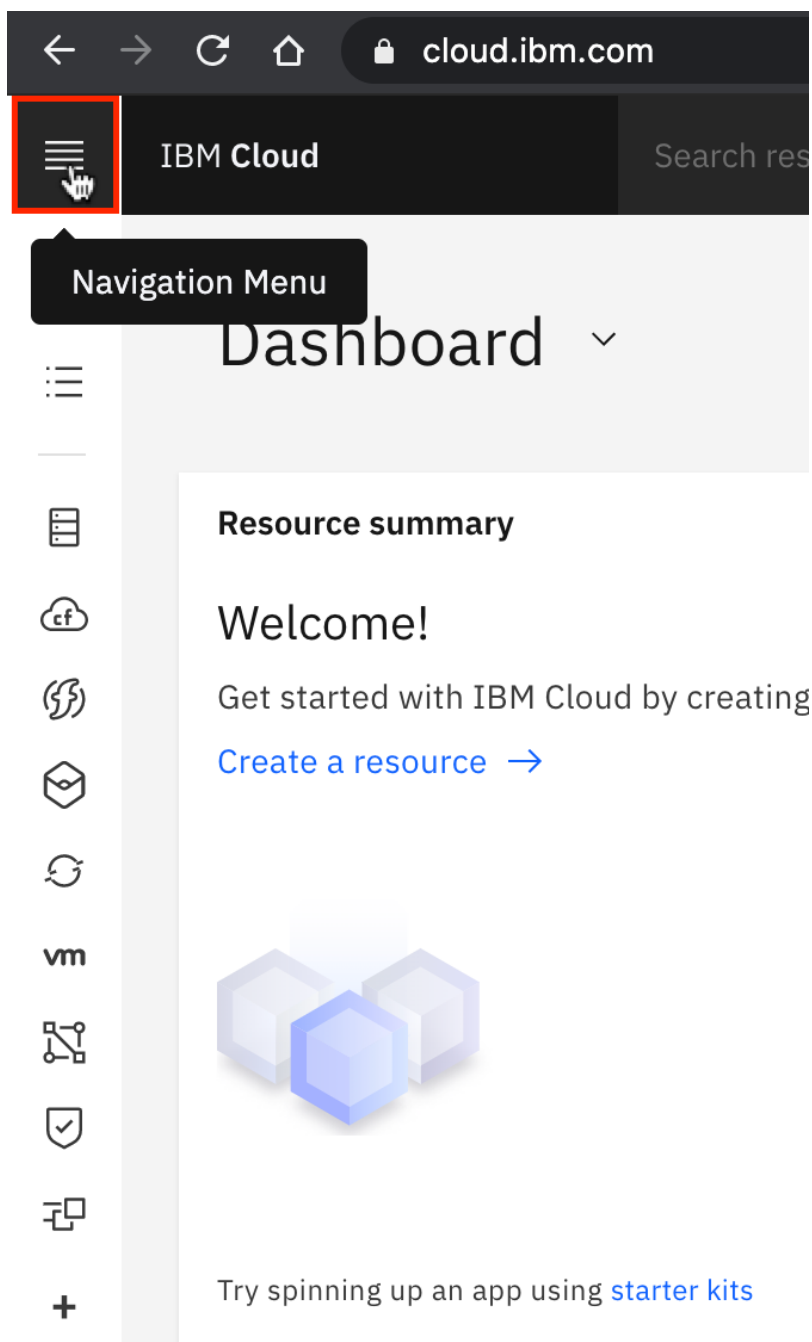 cloud.ibm.com
IBM Cloud
Search res
Navigation Menu
Dashboard
Resource summary
Welcome!
Get started with IBM Cloud by creating
Create a resource →
cf
vm
Try spinning up an app using starter kits